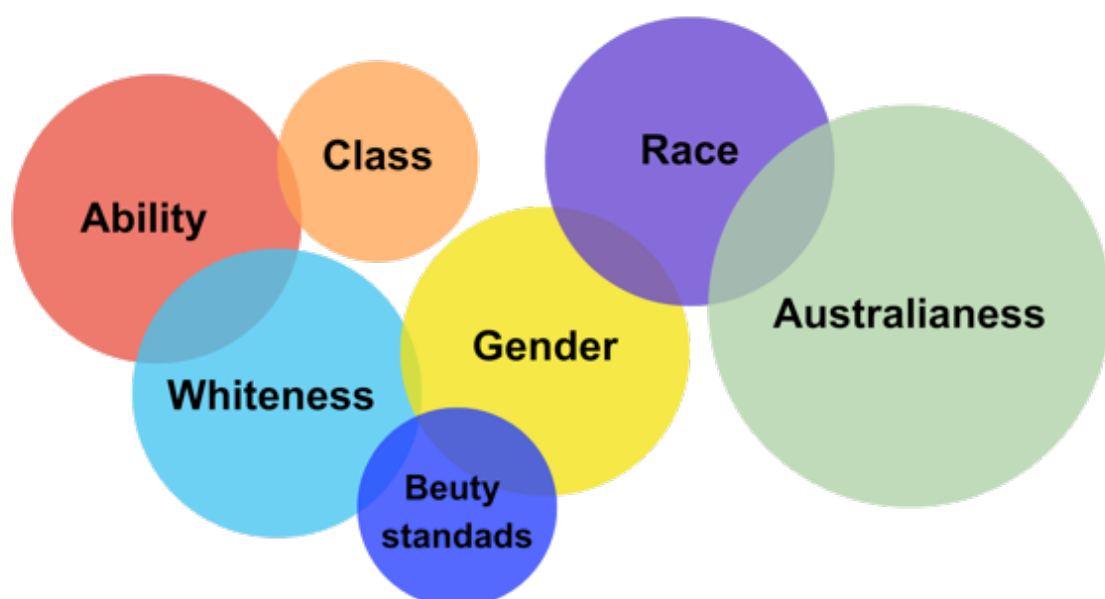 Class
Race
Ability
Australianess
Gender
Whiteness
Beuty
standads